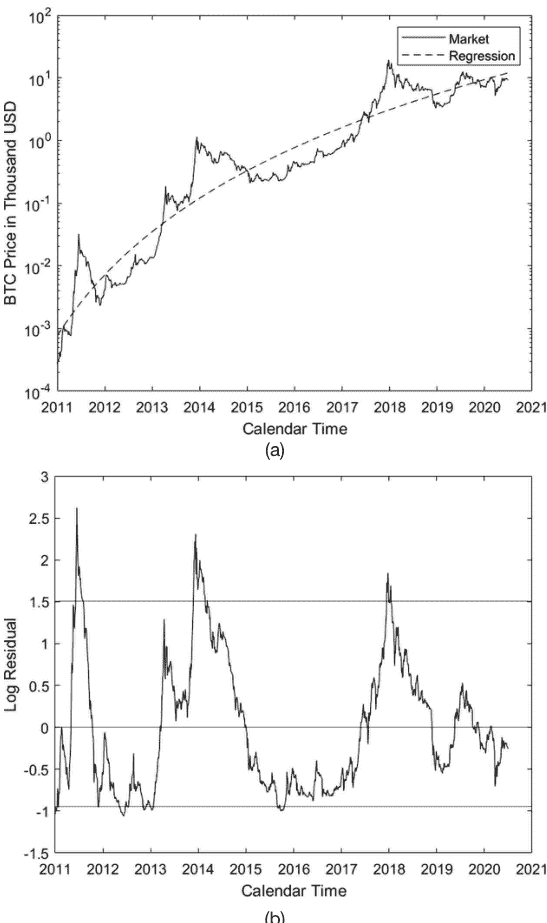 10^2
Market
Regression
10^1
10^0
10^-1
10^-2
10^-3
10^-4
BTC Price in Thousand USD
2011 2012 2013 2014 2015 2016 2017 2018 2019 2020 2021
Calendar Time
(a)
3
2.5
2
1.5
1
0.5
0
-0.5
-1
-1.5
Log Residual
2011 2012 2013 2014 2015 2016 2017 2018 2019 2020 2021
Calendar Time
(b)